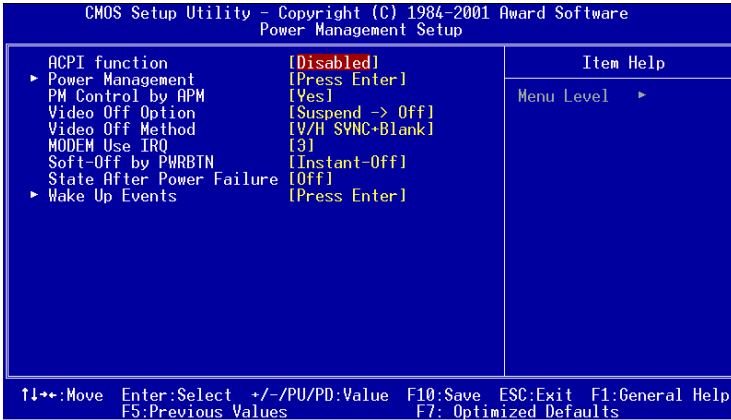 CMOS Setup Utility - Copyright (C) 1984-2001 Award Software
Power Management Setup
ACPI function [Disabled]
► Power Management [Press Enter]
PM Control by APM [Yes]
Video Off Option [Suspend -> Off]
Video Off Method [V/H SYNC+Blank]
MODEM Use IRQ [3]
Soft-Off by PWRBTN [Instant-Off]
State After Power Failure [Off]
► Wake Up Events [Press Enter]
Item Help
Menu Level ►
↑↓→←:Move Enter:Select +/-/PU/PD:Value F10:Save ESC:Exit F1:General Help
F5:Previous Values F7: Optimized Defaults